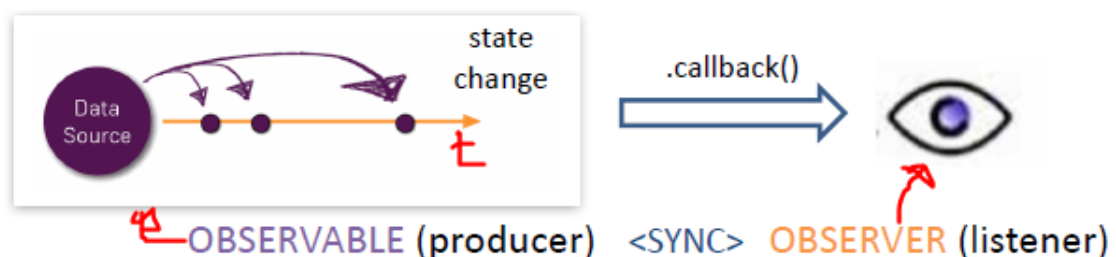 state
change
.callback()
Data
Source
t
OBSERVABLE (producer) <SYNC> OBSERVER (listener)